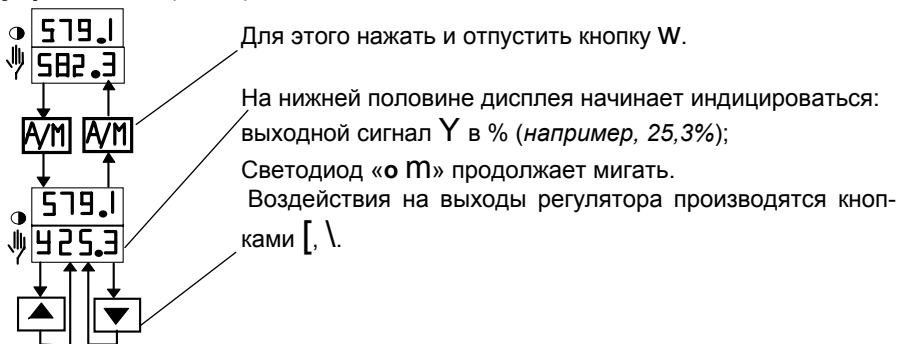 579.1
582.3
Для этого нажать и отпустить кнопку W.
На нижней половине дисплея начинает индицироваться:
A/M A/M
выходной сигнал Y в % (например, 25,3%);
Светодиод «о m» продолжает мигать.
579.1
Воздействия на выходы регулятора производятся кноп-
У25.3
ками [, \.